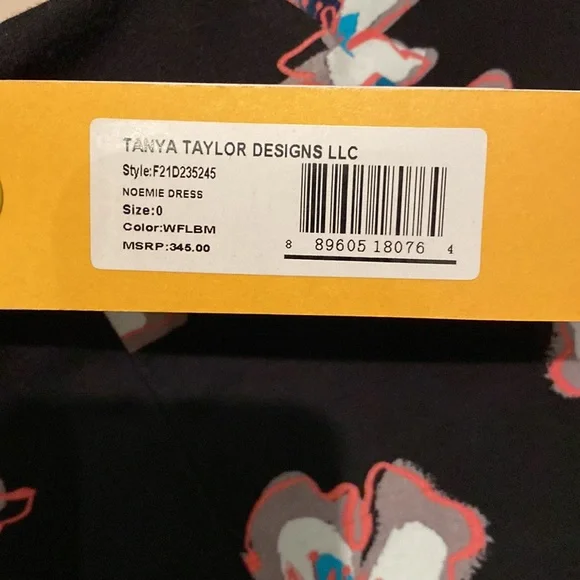 TANYA TAYLOR DESIGNS LLC
Style:F21D235245
NOEMIE DRESS
Size:0
Color:WFLBM
MSRP:345.00
8 89605 18076 4